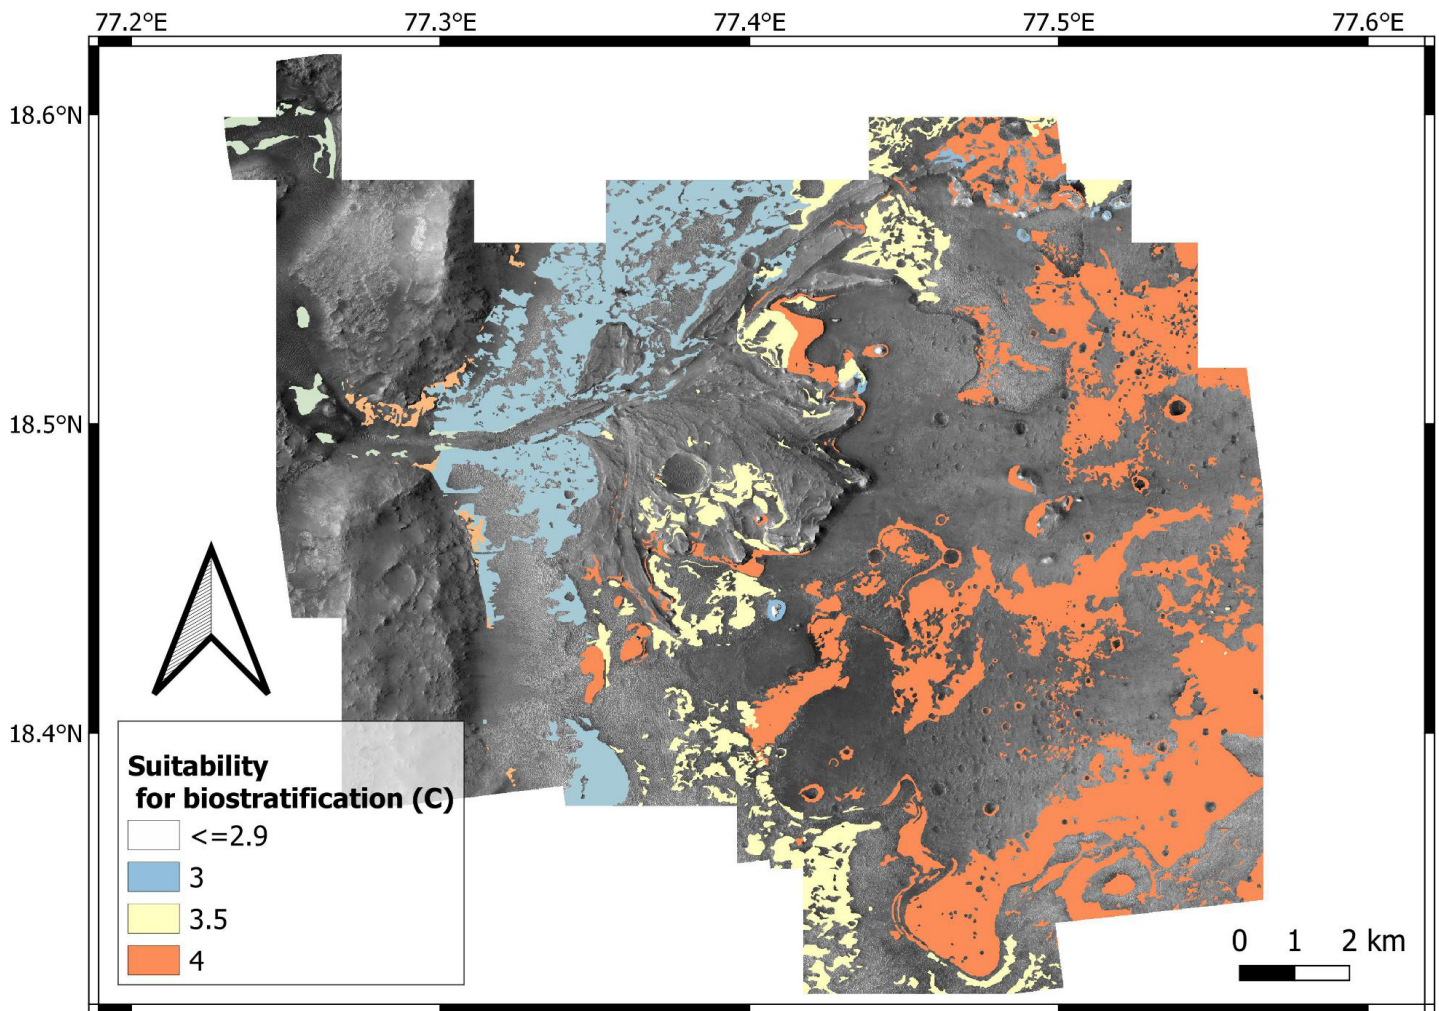 77.2°E 77.3°E 77.4°E 77.5°E 77.6°E
18.6°N
18.5°N
18.4°N
Suitability
for biostratification (C)
<=2.9
3
3.5
4
0 1 2 km